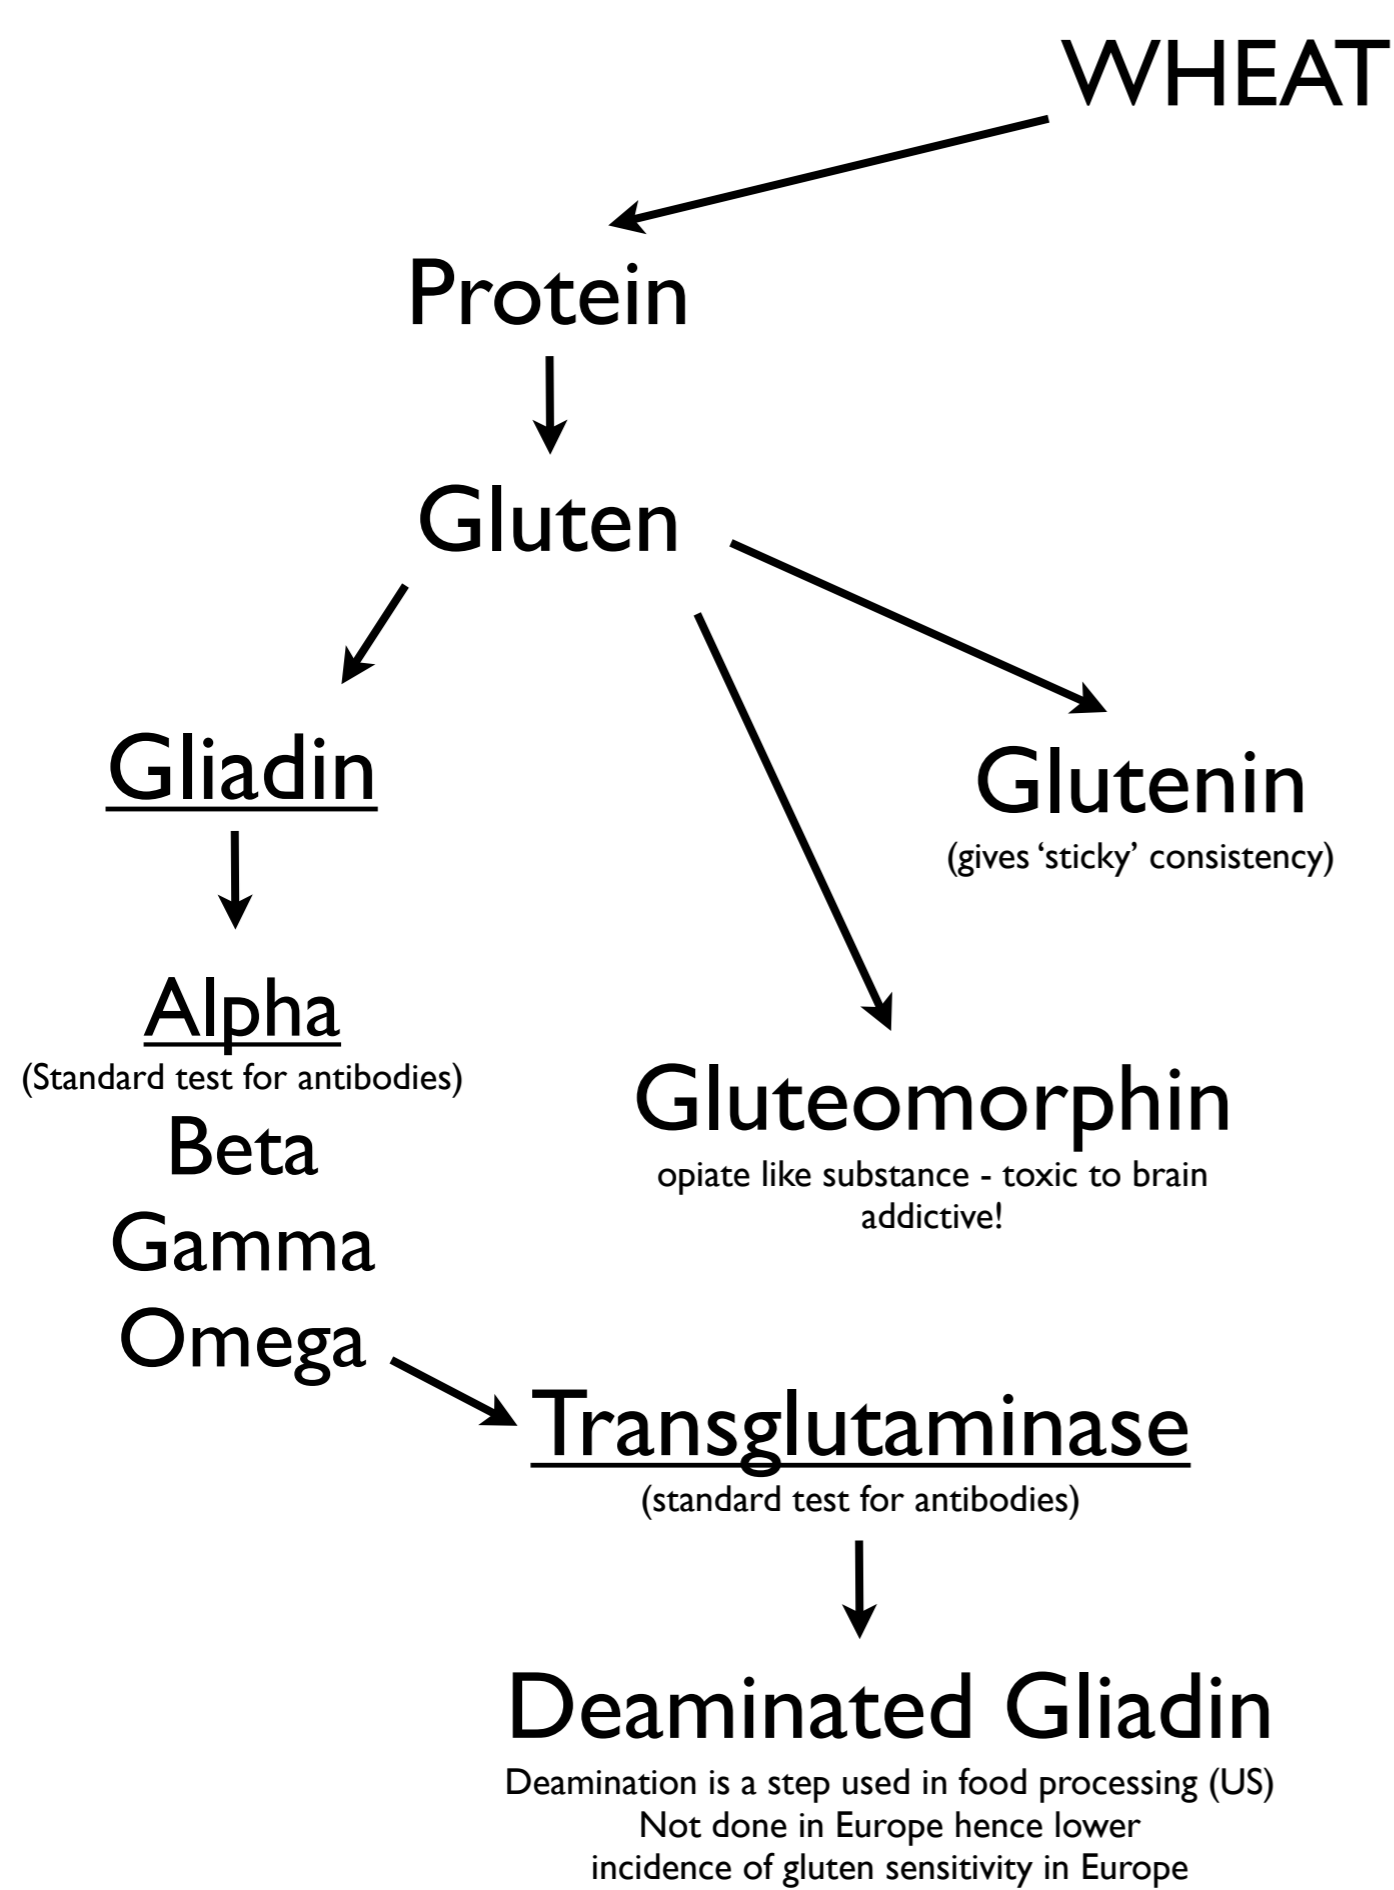 WHEAT
Protein
Gluten
Gliadin
Glutenin
(gives ‘sticky’ consistency)
Alpha
(Standard test for antibodies)
Beta
Gamma
Omega
Gluteomorphin
opiate like substance - toxic to brain
addictive!
Transglutaminase
(standard test for antibodies)
Deaminated Gliadin
Deamination is a step used in food processing (US)
Not done in Europe hence lower
incidence of gluten sensitivity in Europe